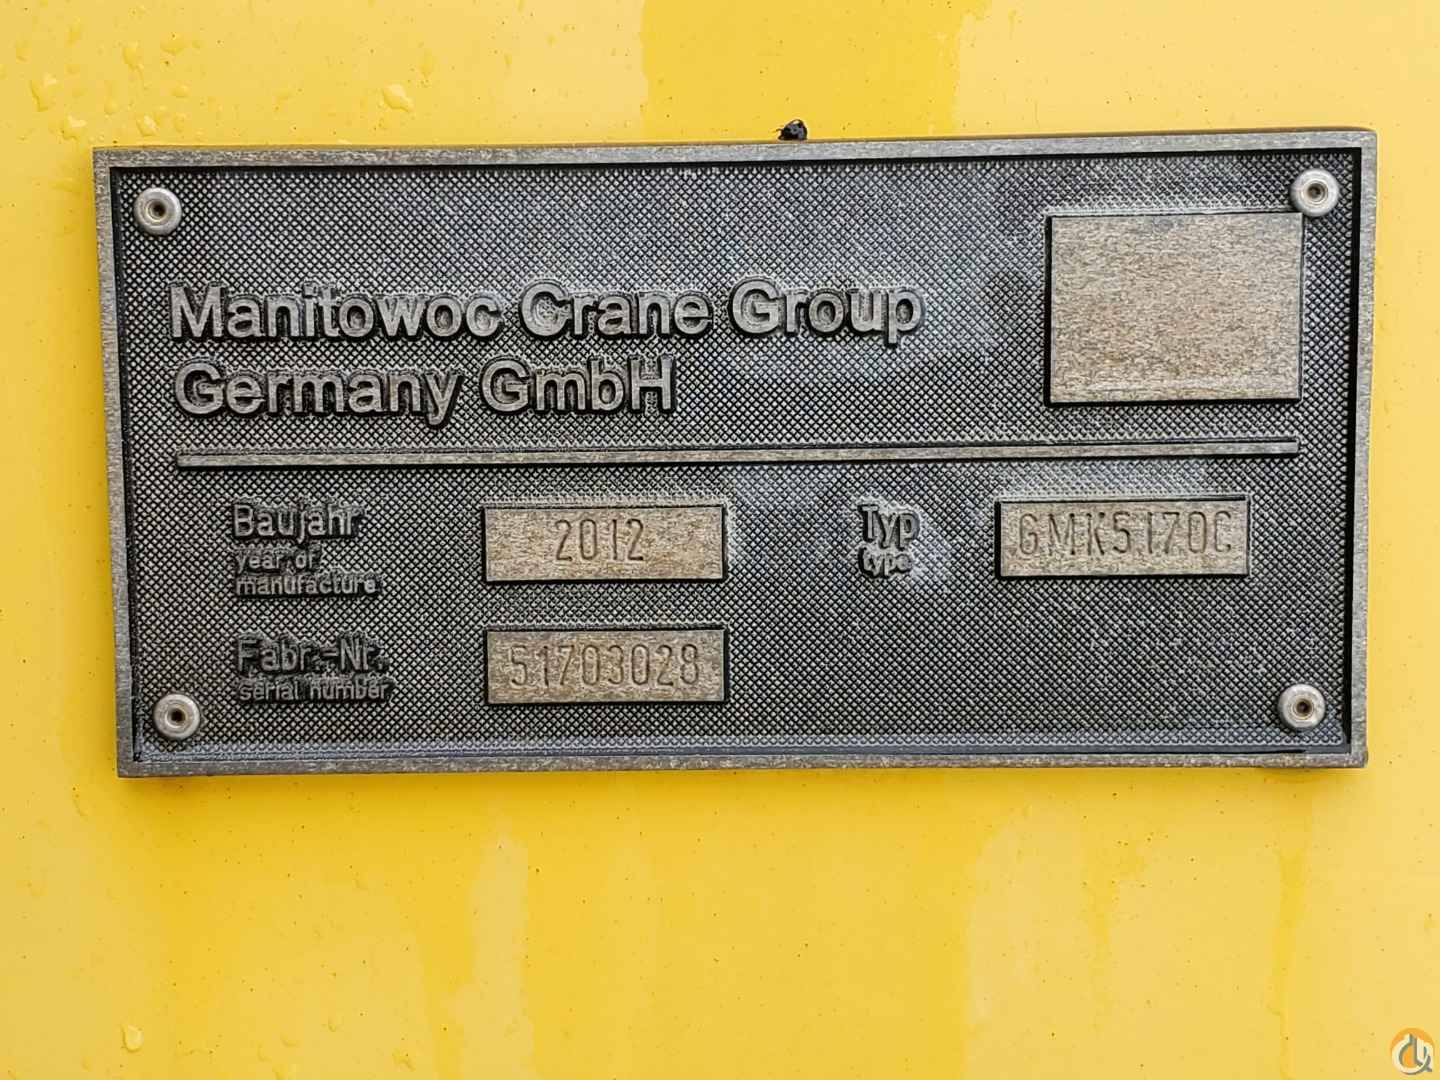 Manitowoc Crane Group
Germany GmbH
Baujahr
year of
manufacture
2012
Typ
type
GMK5170C
Fabr.-Nr.
serial number
51703028